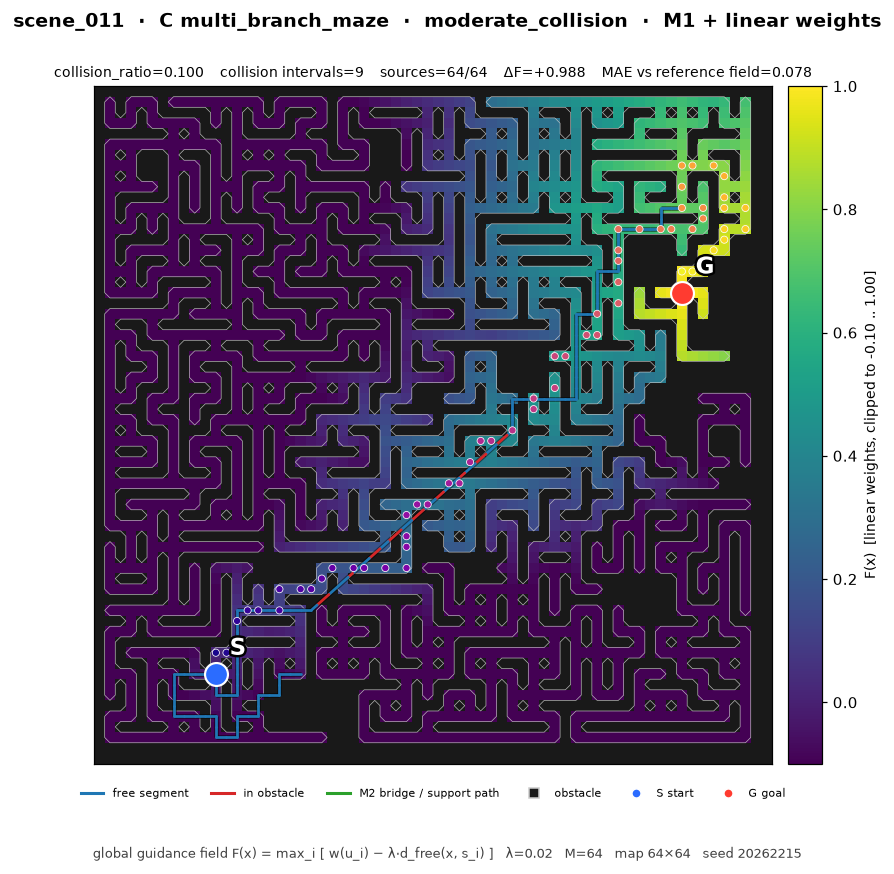 scene_011 · C multi_branch_maze · moderate_collision · M1 + linear weights
collision_ratio=0.100 collision intervals=9 sources=64/64 ΔF=+0.988 MAE vs reference field=0.078
G
S
1.0
0.8
0.6
0.4
0.2
0.0
F(x) [linear weights, clipped to -0.10 .. 1.00]
free segment
in obstacle
M2 bridge / support path
obstacle
S start
G goal
global guidance field F(x) = max_i [ w(u_i) − λ·d_free(x, s_i) ] λ=0.02 M=64 map 64×64 seed 20262215